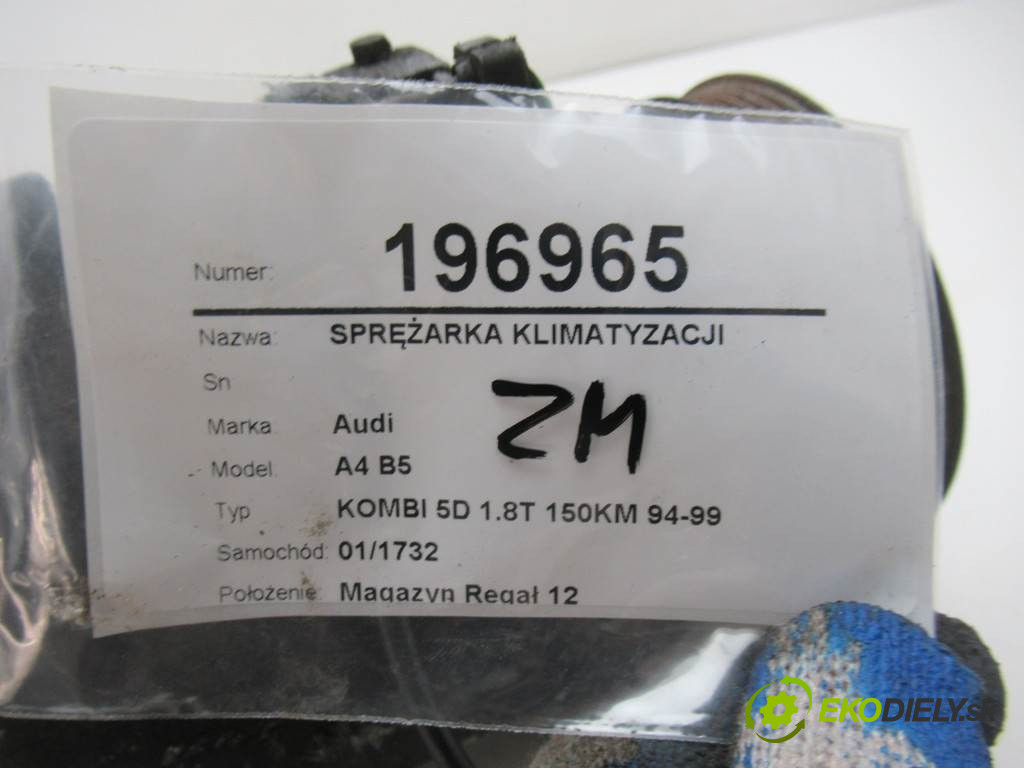 Numer: 196965
Nazwa: SPRĘŻARKA KLIMATYZACJI
Sn
ZM
Marka Audi
Model. A4 B5
Typ KOMBI 5D 1.8T 150KM 94-99
Samochód: 01/1732
Położenie: Magazyn Regał 12
EKODIELY.s